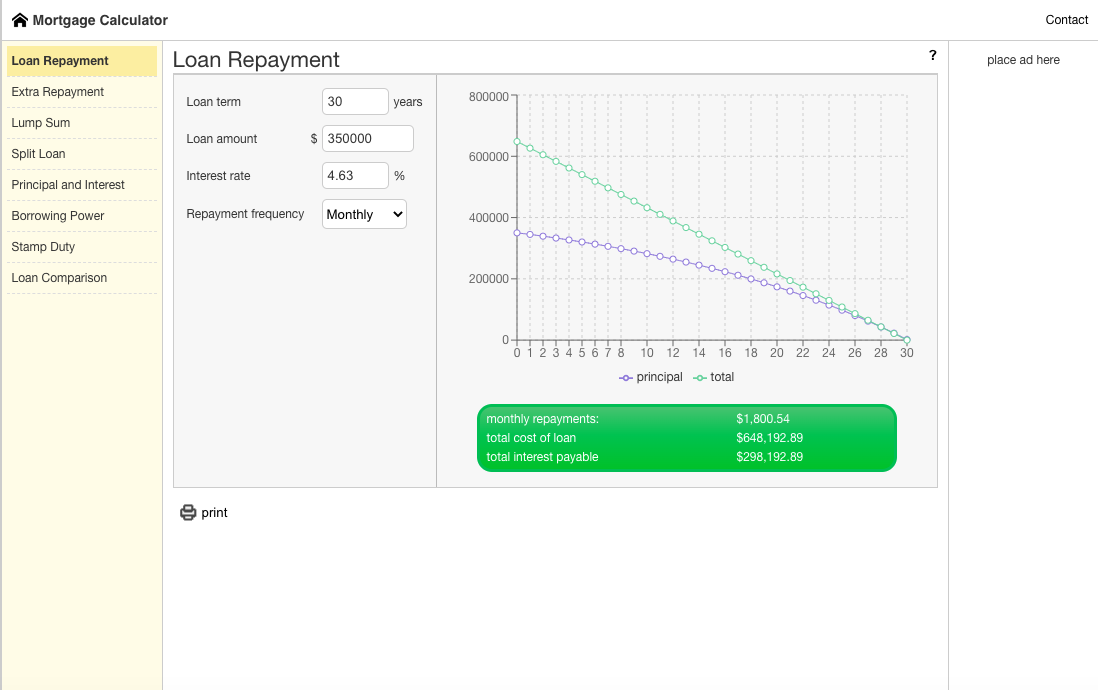 Mortgage Calculator
Contact
Loan Repayment
Extra Repayment
Lump Sum
Split Loan
Principal and Interest
Borrowing Power
Stamp Duty
Loan Comparison
Loan Repayment
?
Loan term 30 years
Loan amount $ 350000
Interest rate 4.63 %
Repayment frequency Monthly
800000
600000
400000
200000
0
0 1 2 3 4 5 6 7 8 10 12 14 16 18 20 22 24 26 28 30
principal total
monthly repayments: $1,800.54
total cost of loan $648,192.89
total interest payable $298,192.89
print
place ad here